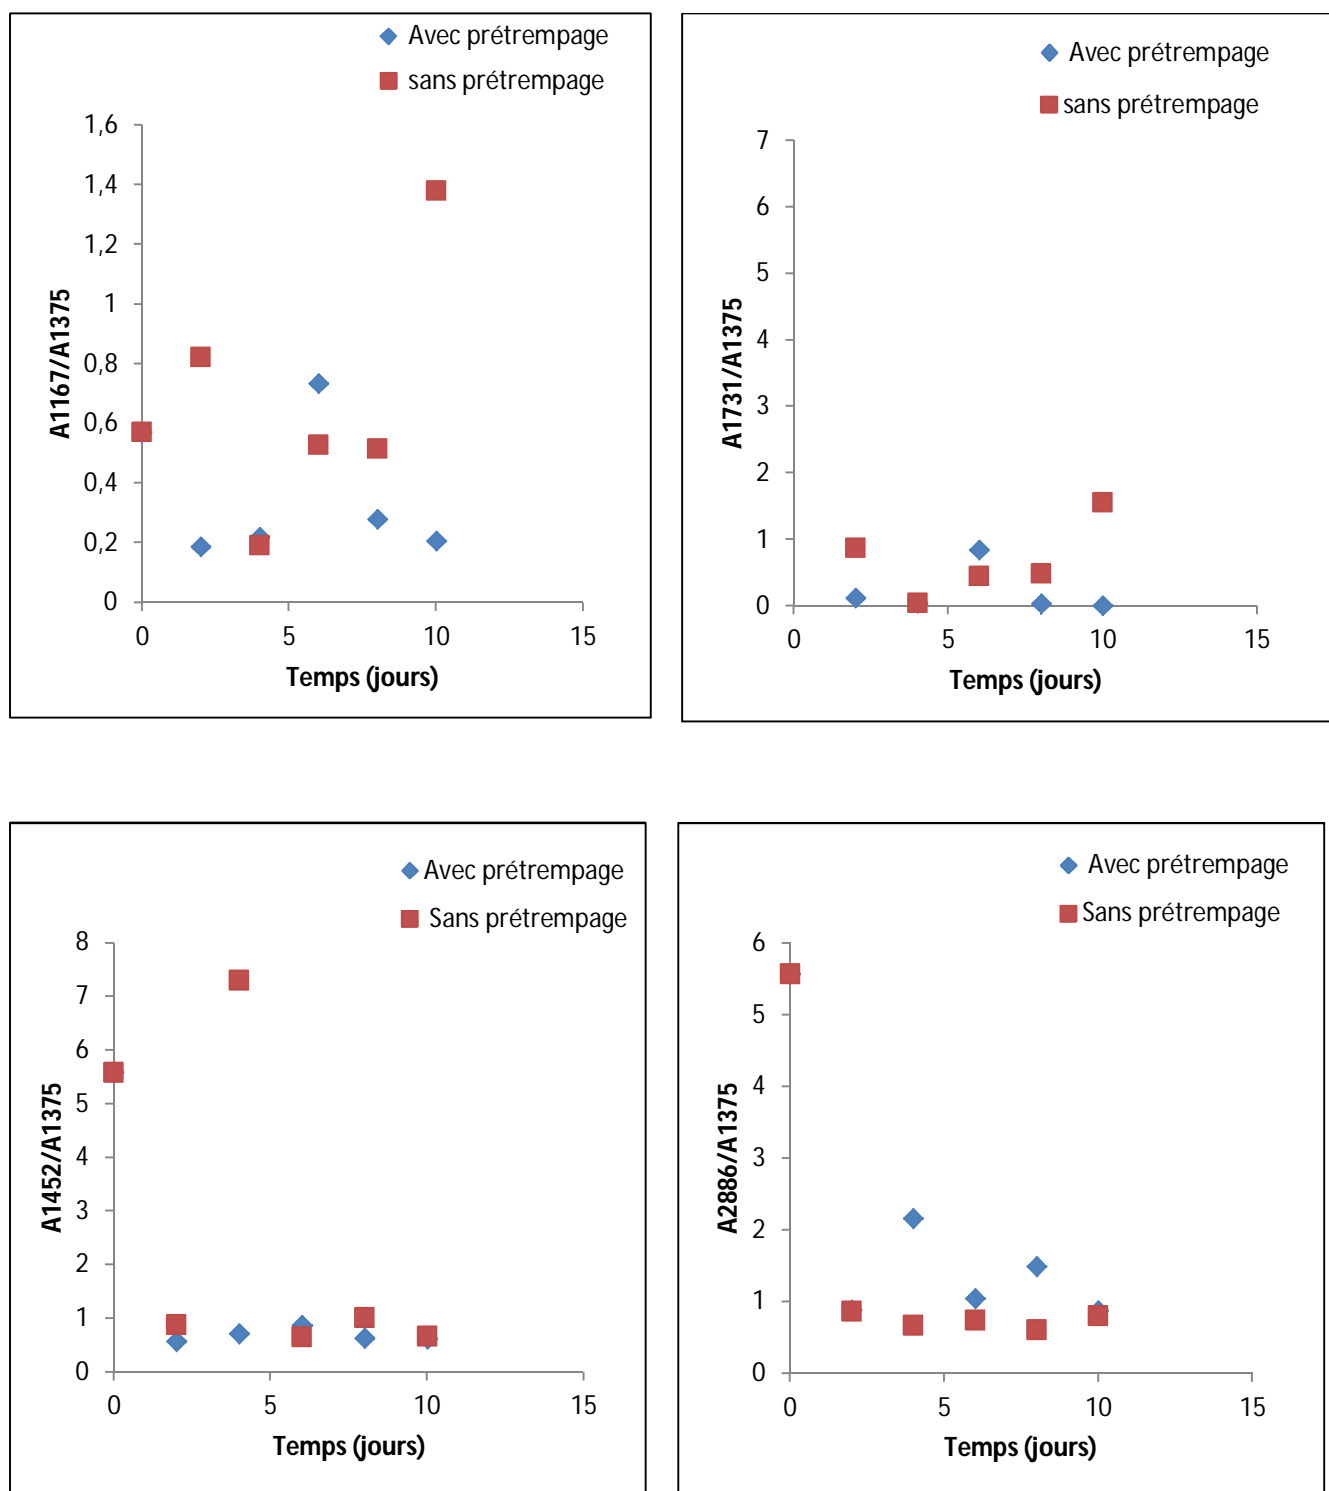 Avec prétrempage
sans prétrempage
1,6
1,4
1,2
1
0,8
0,6
0,4
0,2
0
0 5 10 15
A1167/A1375
Temps (jours)
Avec prétrempage
sans prétrempage
7
6
5
4
3
2
1
0
0 5 10 15
A1731/A1375
Temps (jours)
Avec prétrempage
Sans prétrempage
8
7
6
5
4
3
2
1
0
0 5 10 15
A1452/A1375
Temps (jours)
Avec prétrempage
Sans prétrempage
6
5
4
3
2
1
0
0 5 10 15
A2886/A1375
Temps (jours)